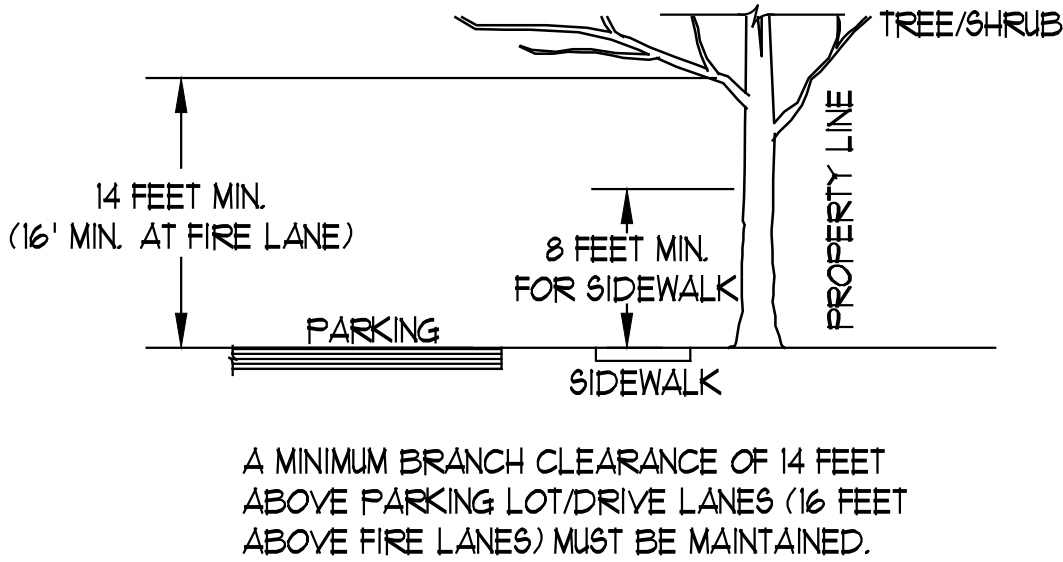 TREE/SHRUB
PROPERTY LINE
14 FEET MIN.
(16' MIN. AT FIRE LANE)
8 FEET MIN.
FOR SIDEWALK
PARKING
SIDEWALK
A MINIMUM BRANCH CLEARANCE OF 14 FEET
ABOVE PARKING LOT/DRIVE LANES (16 FEET
ABOVE FIRE LANES) MUST BE MAINTAINED.